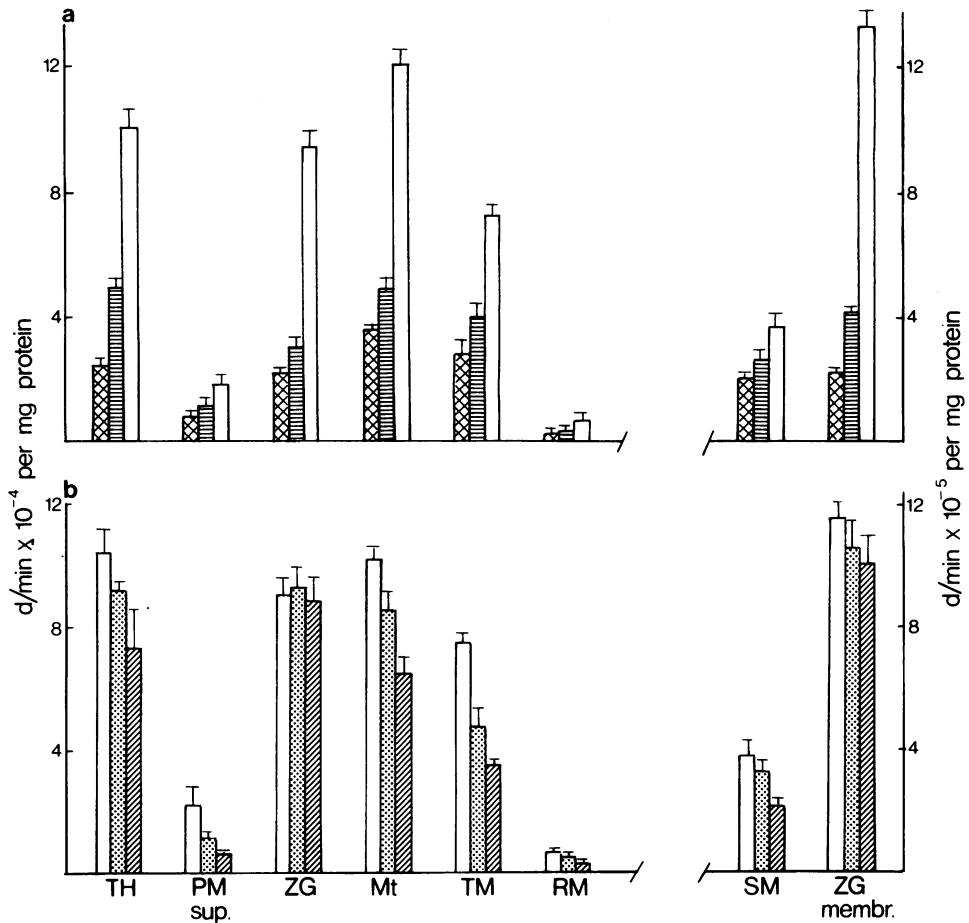 a
12
8
4
12
8
4
b
12
8
4
12
8
4
d/min x 10⁻⁴ per mg protein
d/min x 10⁻⁵ per mg protein
TH
PM
sup.
ZG
Mt
TM
RM
SM
ZG
membr.